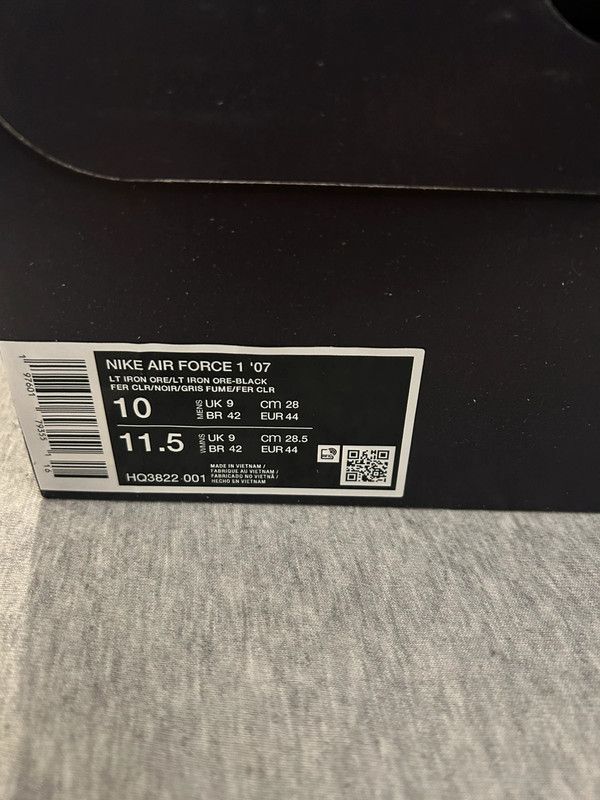 NIKE AIR FORCE 1 '07
LT IRON ORE/LT IRON ORE-BLACK
FER CLR/NOIR/GRIS FUME/FER CLR
10 MENS UK 9 cm 28
BR 42 EUR 44
11.5 WMNS UK 9 cm 28.5
BR 42 EUR 44
HQ3822 001
MADE IN VIETNAM /
FABRIQUE AU VIETNAM /
FABRICADO NO VIETNÃ /
HECHO EN VIETNAM